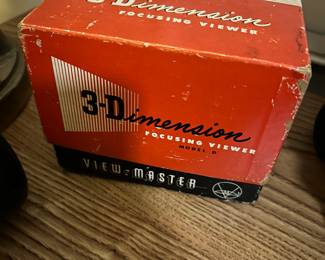 3-Dimension
FOCUSING VIEWER
3-Dimension
FOCUSING VIEWER
MODEL D
VIEW-MASTER